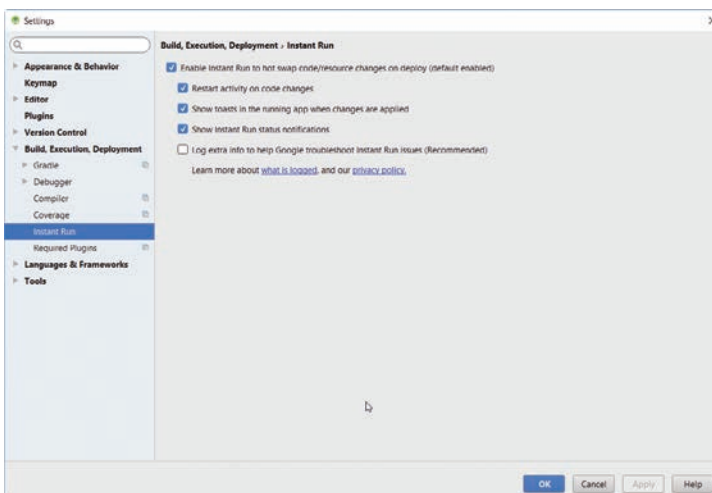 Settings
Build, Execution, Deployment › Instant Run
Appearance & Behavior
Keymap
Editor
Plugins
Version Control
Build, Execution, Deployment
Gradle
Debugger
Compiler
Coverage
Instant Run
Required Plugins
Languages & Frameworks
Tools
Enable Instant Run to hot swap code/resource changes on deploy (default enabled)
Restart activity on code changes
Show toasts in the running app when changes are applied
Show Instant Run status notifications
Log extra info to help Google troubleshoot Instant Run issues (Recommended)
Learn more about what is logged, and our privacy policy.
OK Cancel Apply Help